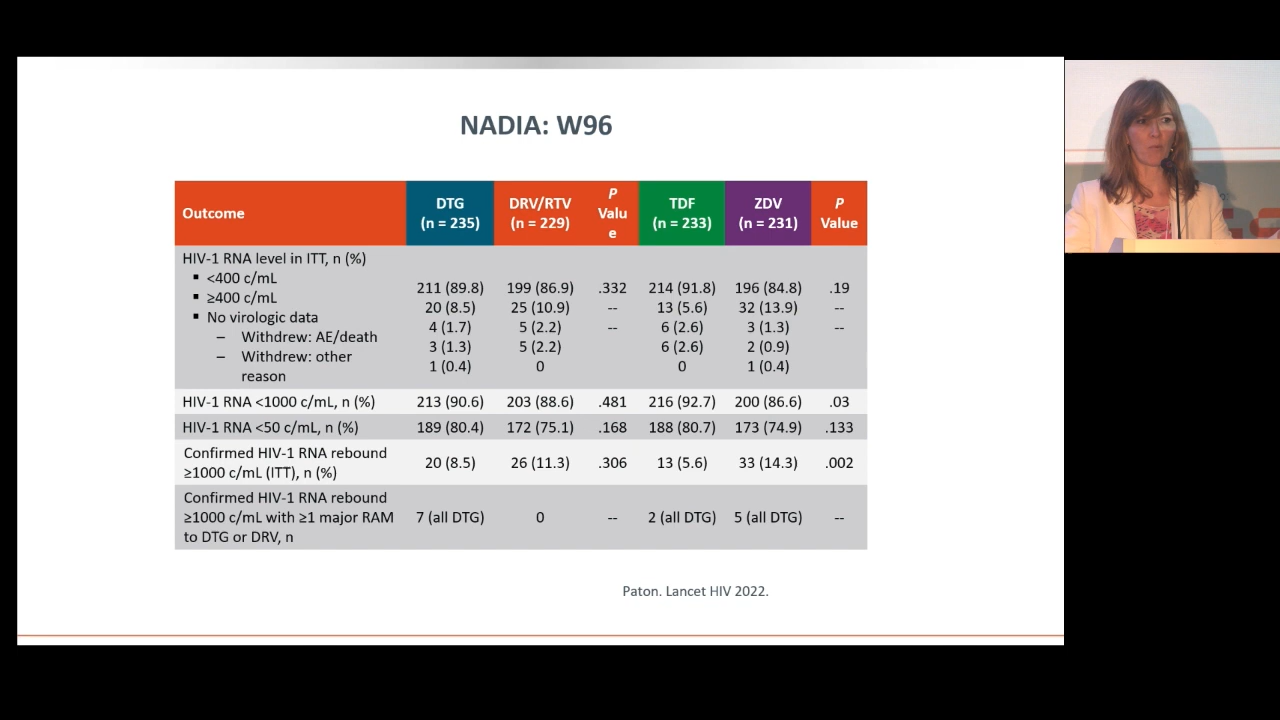 NADIA: W96
Outcome DTG (n = 235) DRV/RTV (n = 229) P Valu e TDF (n = 233) ZDV (n = 231) P Value
HIV-1 RNA level in ITT, n (%)
▪ <400 c/mL 211 (89.8) 199 (86.9) .332 214 (91.8) 196 (84.8) .19
▪ ≥400 c/mL 20 (8.5) 25 (10.9) -- 13 (5.6) 32 (13.9) --
▪ No virologic data 4 (1.7) 5 (2.2) -- 6 (2.6) 3 (1.3) --
– Withdrew: AE/death 3 (1.3) 5 (2.2) 6 (2.6) 2 (0.9)
– Withdrew: other reason 1 (0.4) 0 0 1 (0.4)
HIV-1 RNA <1000 c/mL, n (%) 213 (90.6) 203 (88.6) .481 216 (92.7) 200 (86.6) .03
HIV-1 RNA <50 c/mL, n (%) 189 (80.4) 172 (75.1) .168 188 (80.7) 173 (74.9) .133
Confirmed HIV-1 RNA rebound
≥1000 c/mL (ITT), n (%) 20 (8.5) 26 (11.3) .306 13 (5.6) 33 (14.3) .002
Confirmed HIV-1 RNA rebound
≥1000 c/mL with ≥1 major RAM 7 (all DTG) 0 -- 2 (all DTG) 5 (all DTG) --
to DTG or DRV, n
Paton. Lancet HIV 2022.